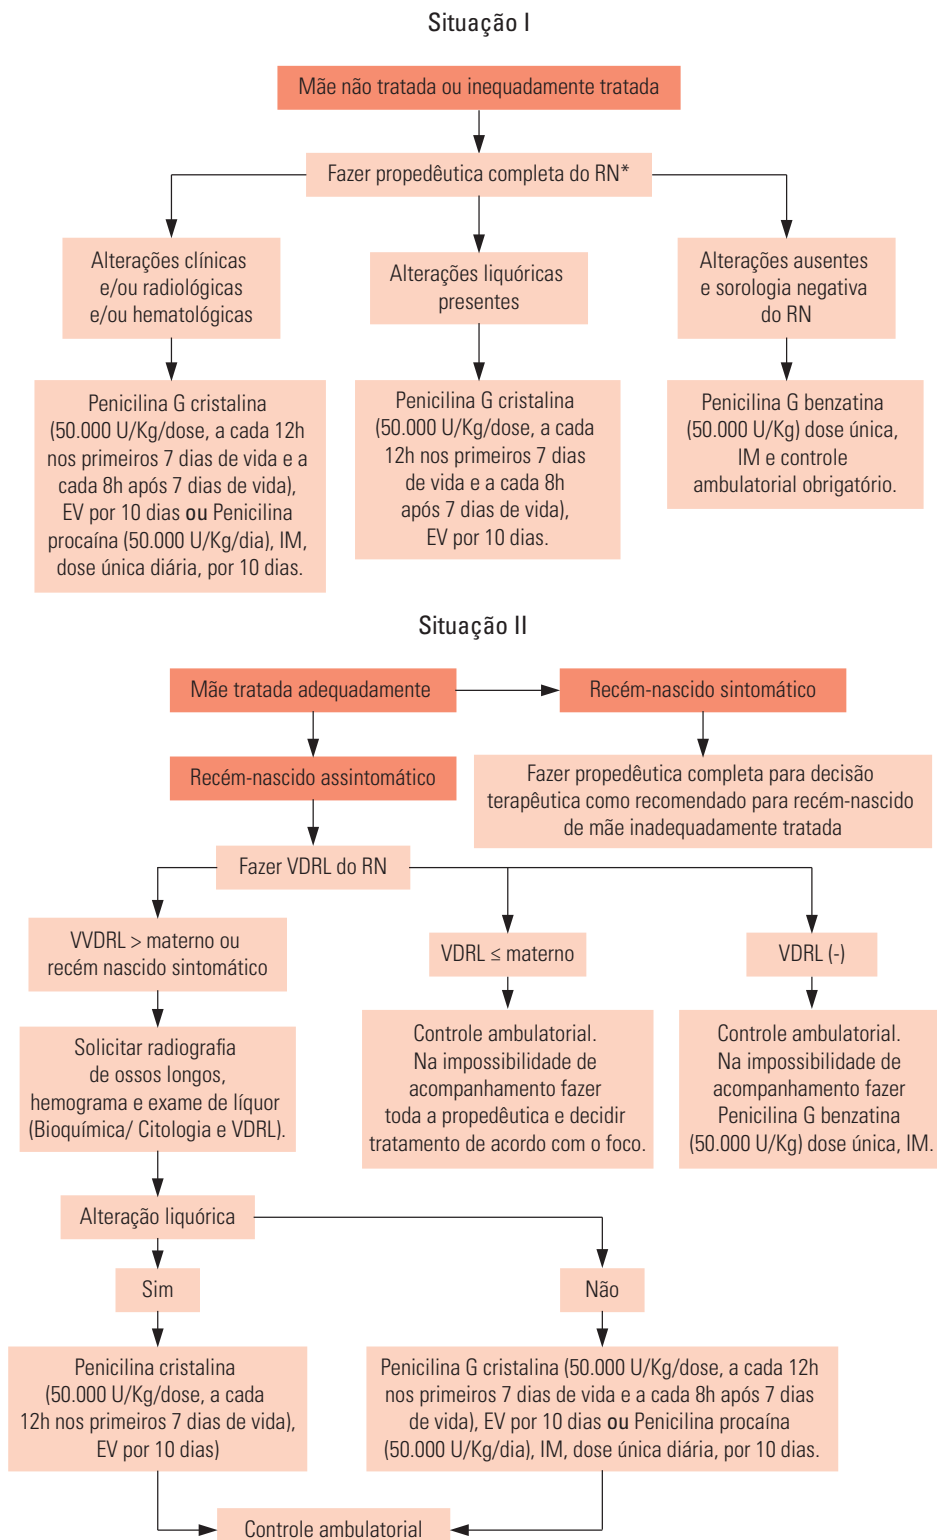 Situação I
Mãe não tratada ou inequadamente tratada
Fazer propedêutica completa do RN*
Alterações clínicas
e/ou radiológicas
e/ou hematológicas
Alterações liquóricas
presentes
Alterações ausentes
e sorologia negativa
do RN
Penicilina G cristalina
(50.000 U/Kg/dose, a cada 12h
nos primeiros 7 dias de vida e a
cada 8h após 7 dias de vida),
EV por 10 dias ou Penicilina
procaína (50.000 U/Kg/dia), IM,
dose única diária, por 10 dias.
Penicilina G cristalina
(50.000 U/Kg/dose, a cada
12h nos primeiros 7 dias
de vida e a cada 8h
após 7 dias de vida),
EV por 10 dias.
Penicilina G benzatina
(50.000 U/Kg) dose única,
IM e controle
ambulatorial obrigatório.
Situação II
Mãe tratada adequadamente
Recém-nascido sintomático
Recém-nascido assintomático
Fazer propedêutica completa para decisão
terapêutica como recomendado para recém-nascido
de mãe inadequadamente tratada
Fazer VDRL do RN
VVDRL > materno ou
recém nascido sintomático
VDRL ≤ materno
VDRL (-)
Solicitar radiografia
de ossos longos,
hemograma e exame de líquor
(Bioquímica/ Citologia e VDRL).
Controle ambulatorial.
Na impossibilidade de
acompanhamento fazer
toda a propedêutica e decidir
tratamento de acordo com o foco.
Controle ambulatorial.
Na impossibilidade de
acompanhamento fazer
Penicilina G benzatina
(50.000 U/Kg) dose única, IM.
Alteração liquórica
Sim
Não
Penicilina cristalina
(50.000 U/Kg/dose, a cada
12h nos primeiros 7 dias de vida),
EV por 10 dias)
Penicilina G cristalina (50.000 U/Kg/dose, a cada 12h
nos primeiros 7 dias de vida e a cada 8h após 7 dias
de vida), EV por 10 dias ou Penicilina procaína
(50.000 U/Kg/dia), IM, dose única diária, por 10 dias.
Controle ambulatorial